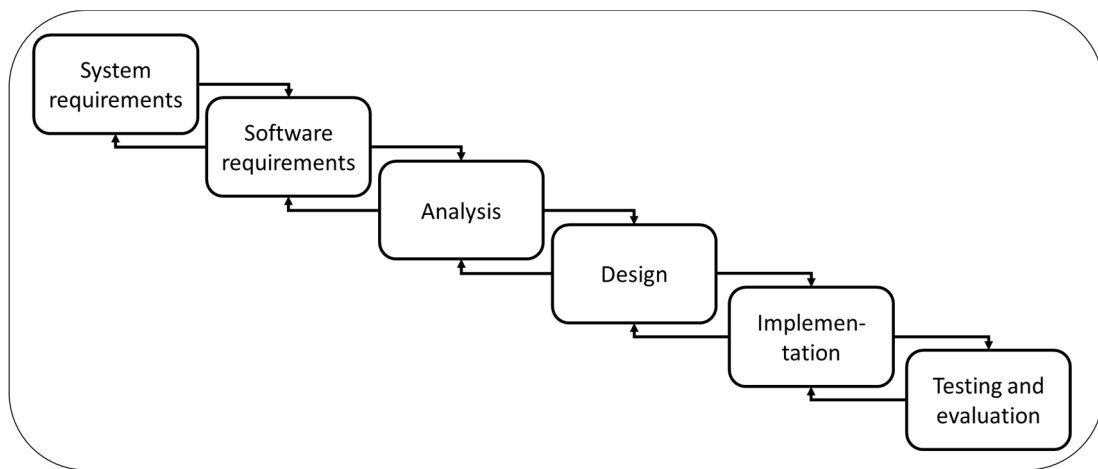 System
requirements
Software
requirements
Analysis
Design
Implemen-
tation
Testing and
evaluation